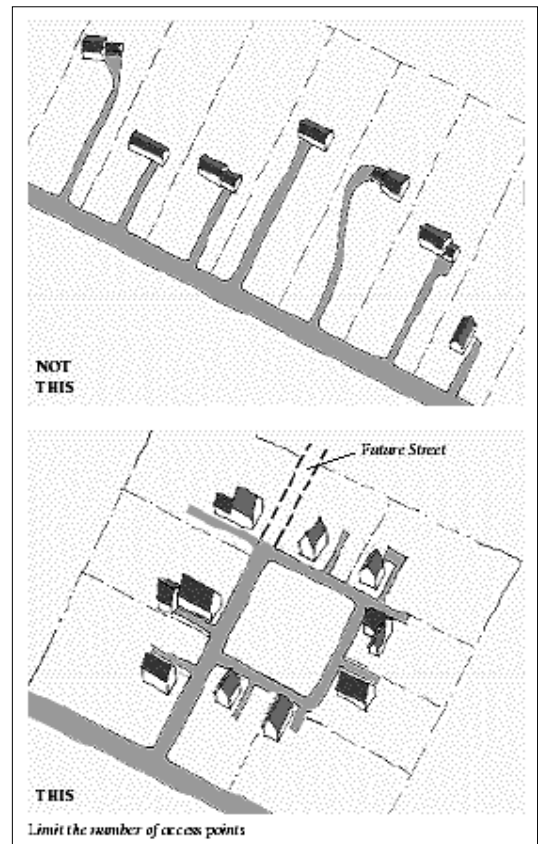 NOT
THIS
Future Street
THIS
Limit the number of access points